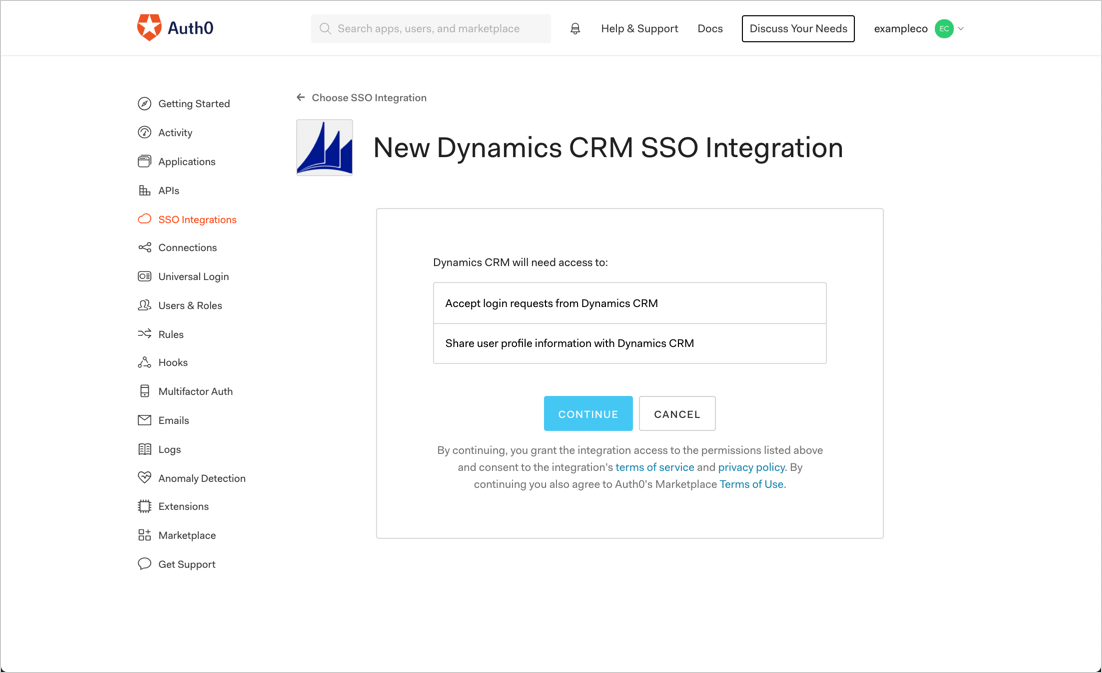 Auth0
Search apps, users, and marketplace
Help & Support
Docs
Discuss Your Needs
exampleco
EC
Getting Started
Activity
Applications
APIs
SSO Integrations
Connections
Universal Login
Users & Roles
Rules
Hooks
Multifactor Auth
Emails
Logs
Anomaly Detection
Extensions
Marketplace
Get Support
Choose SSO Integration
New Dynamics CRM SSO Integration
Dynamics CRM will need access to:
Accept login requests from Dynamics CRM
Share user profile information with Dynamics CRM
CONTINUE
CANCEL
By continuing, you grant the integration access to the permissions listed above
and consent to the integration's terms of service and privacy policy. By
continuing you also agree to Auth0's Marketplace Terms of Use.